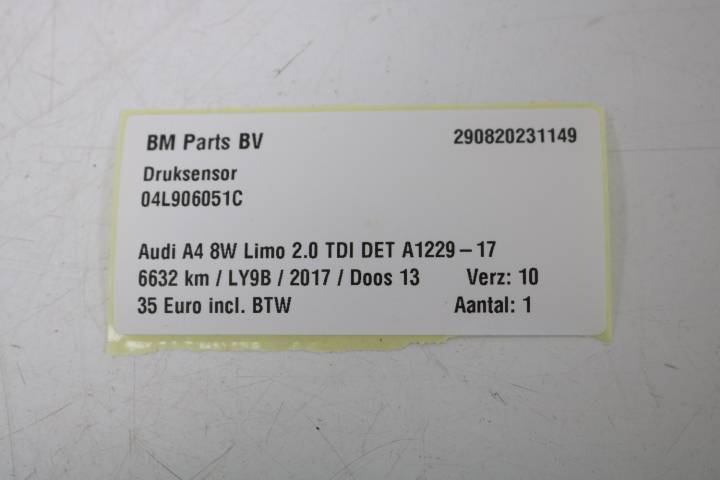 BM Parts BV 290820231149
Druksensor
04L906051C
Audi A4 8W Limo 2.0 TDI DET A1229-17
6632 km / LY9B / 2017 / Doos 13 Verz: 10
35 Euro incl. BTW Aantal: 1